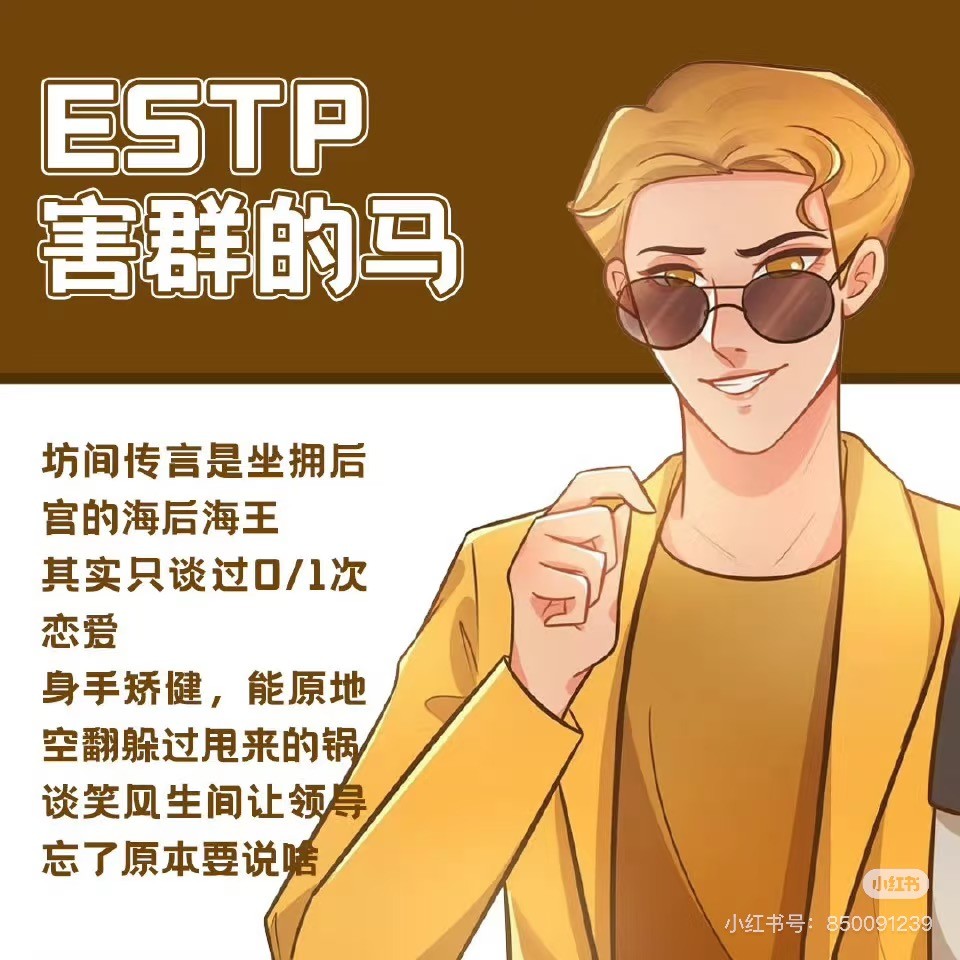 ESTP
害群的马
坊间传言是坐拥后
宫的海后海王
其实只谈过0/1次
恋爱
身手矫健，能原地
空翻躲过甩来的锅
谈笑风生间让领导
忘了原本要说啥
小红书
小红书号：850091239